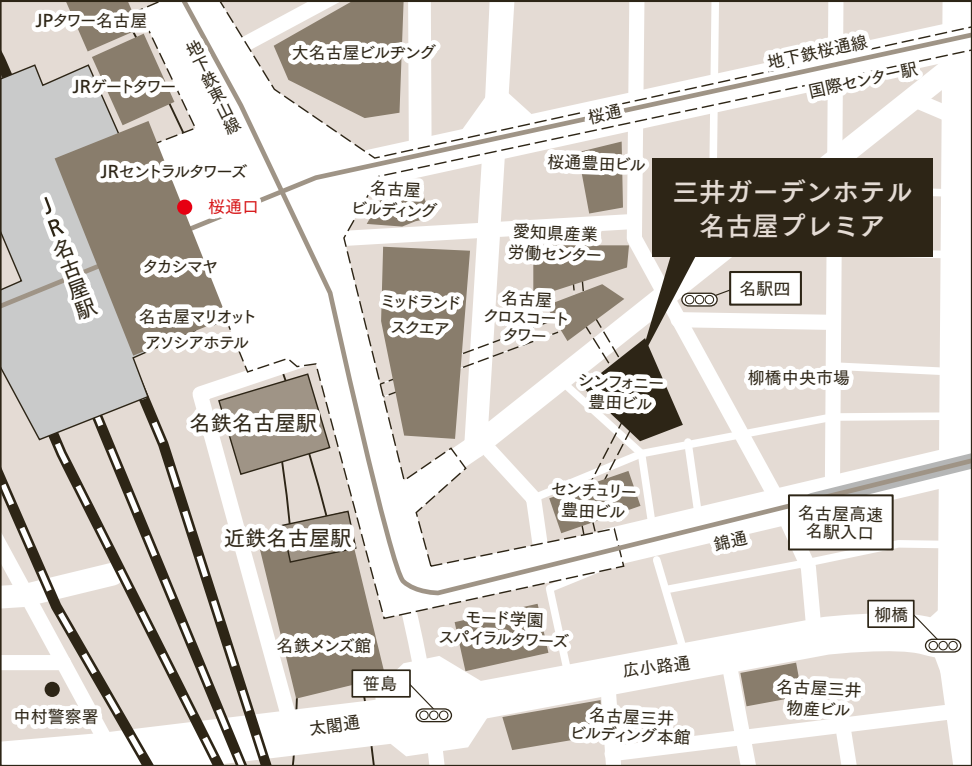 JPタワー名古屋
JRゲートタワー
地下鉄東山線
大名古屋ビルヂング
地下鉄桜通線
国際センター駅
桜通
JRセントラルタワーズ
桜通口
JR名古屋駅
タカシマヤ
名古屋マリオット
アソシアホテル
名古屋
ビルディング
桜通豊田ビル
三井ガーデンホテル
名古屋プレミア
愛知県産業
労働センター
ミッドランド
スクエア
名古屋
クロスコート
タワー
名駅四
シンフォニー
豊田ビル
柳橋中央市場
名鉄名古屋駅
センチュリー
豊田ビル
名古屋高速
名駅入口
近鉄名古屋駅
錦通
モード学園
スパイラルタワーズ
柳橋
名鉄メンズ館
広小路通
笹島
中村警察署
太閤通
名古屋三井
ビルディング本館
名古屋三井
物産ビル